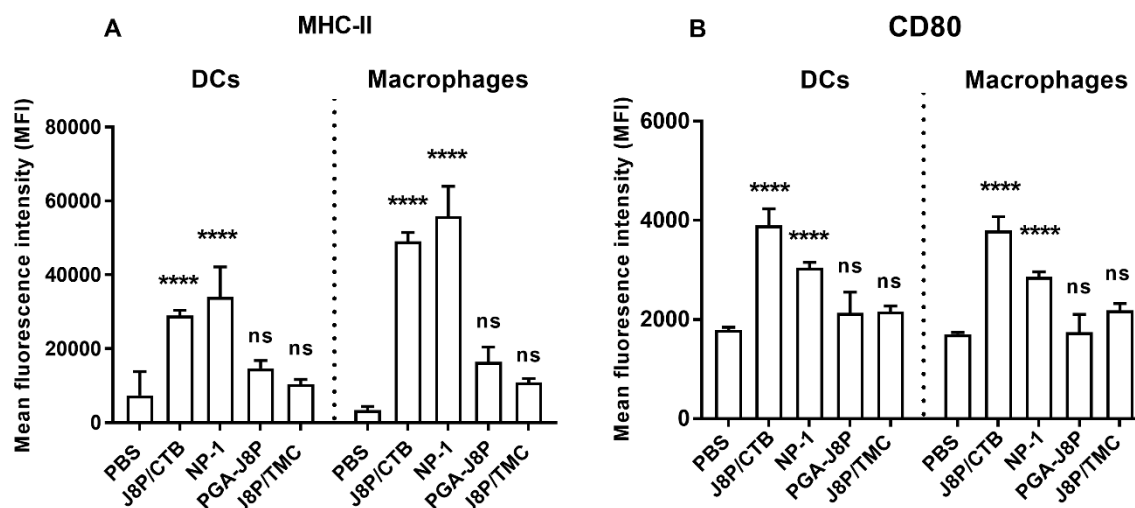 A
MHC-II
DCs
Macrophages
Mean fluorescence intensity (MFI)
80000
60000
40000
20000
0
****
****
ns
ns
****
****
ns
ns
PBS
J8P/CTB
NP-1
PGA-J8P
J8P/TMC
PBS
J8P/CTB
NP-1
PGA-J8P
J8P/TMC
B
CD80
DCs
Macrophages
Mean fluoresence intensity (MFI)
6000
4000
2000
0
****
****
ns
ns
****
****
ns
ns
PBS
J8P/CTB
NP-1
PGA-J8P
J8P/TMC
PBS
J8P/CTB
NP-1
PGA-J8P
J8P/TMC